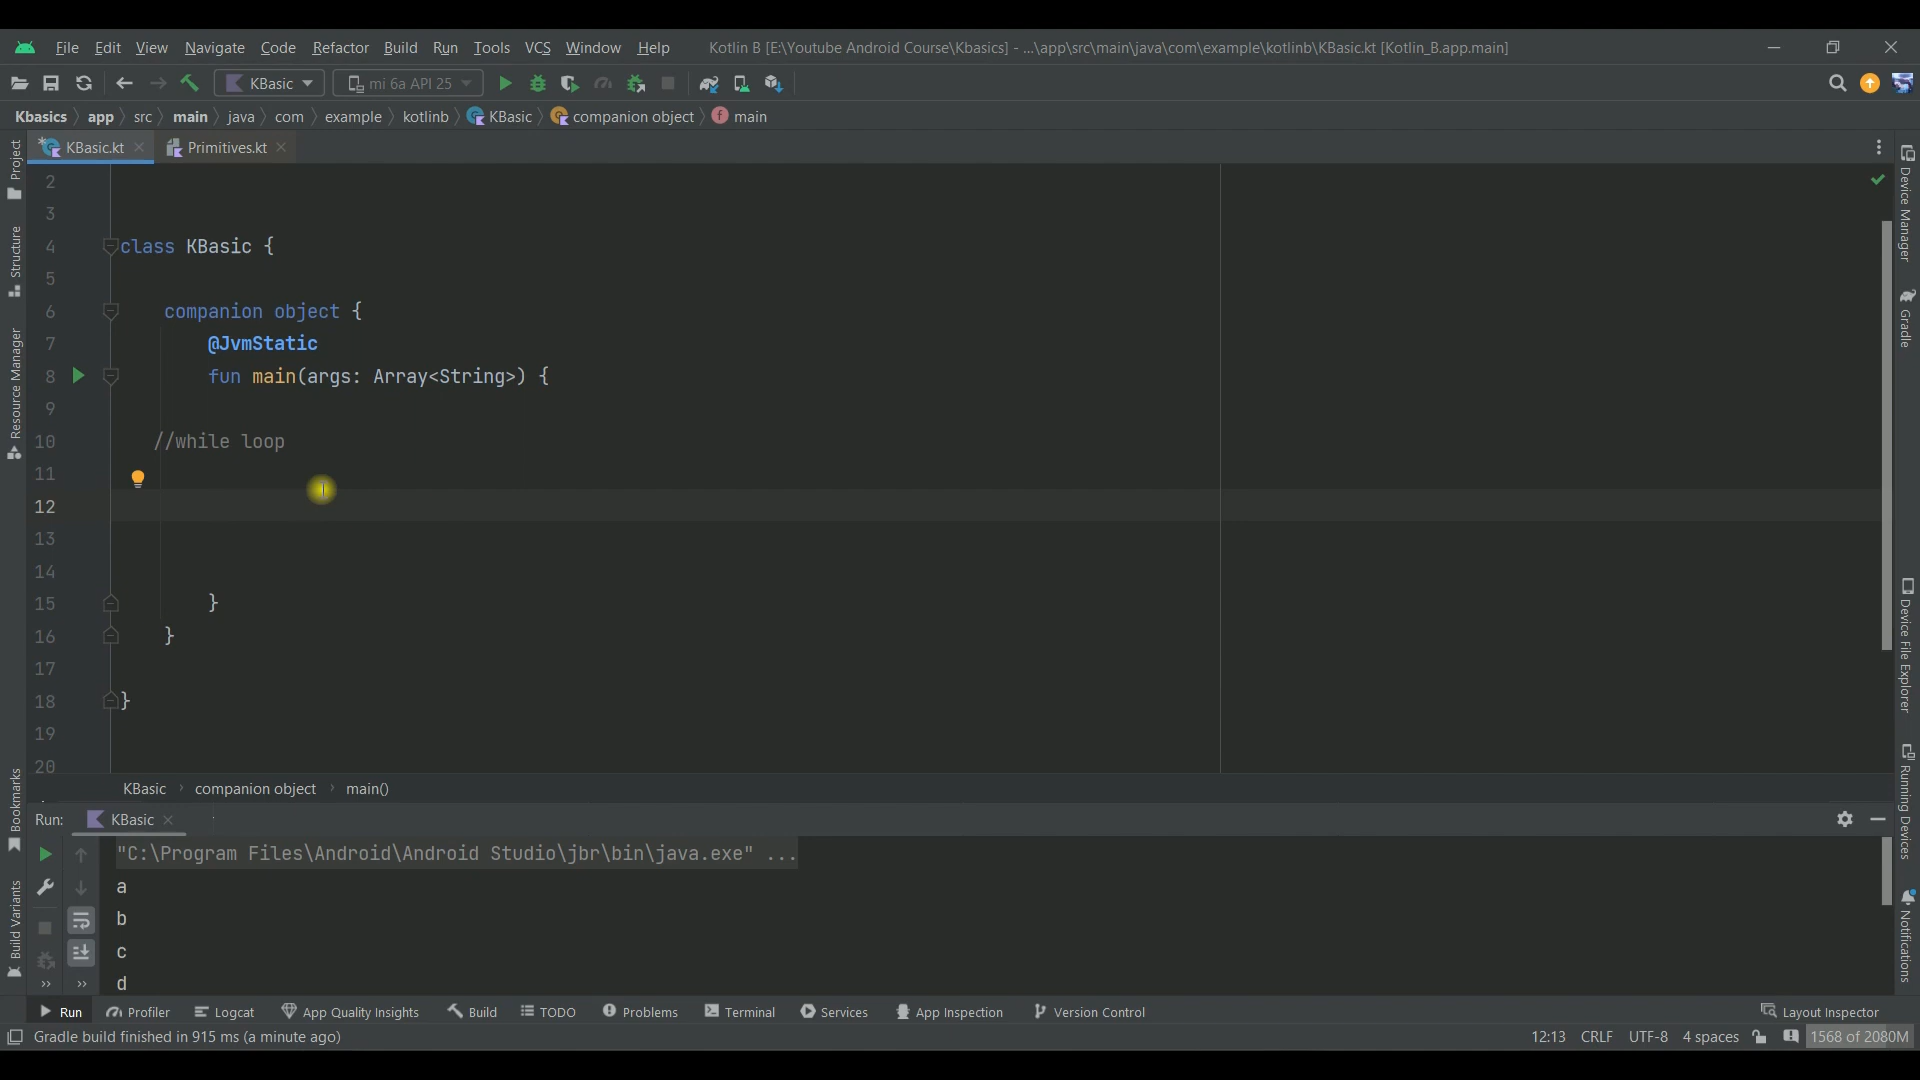 File Edit View Navigate Code Refactor Build Run Tools VCS Window Help Kotlin B [E:\Youtube Android Course\Kbasics] - ...\app\src\main\java\com\example\kotlinb\KBasic.kt [Kotlin_B.app.main]
KBasic mi 6a API 25
Kbasics app src main java com example kotlinb KBasic companion object main
KBasic.kt Primitives.kt
Project
Structure
Resource Manager
Bookmarks
Build Variants
2
3
4 class KBasic {
5
6 companion object {
7 @JvmStatic
8 fun main(args: Array<String>) {
9
10 //while loop
11
12
13
14
15 }
16 }
17
18 }
19
20
Device Manager
Gradle
Device File Explorer
Running Devices
Notifications
KBasic › companion object › main()
Run: KBasic
"C:\Program Files\Android\Android Studio\jbr\bin\java.exe" ...
a
b
c
d
Run Profiler Logcat App Quality Insights Build TODO Problems Terminal Services App Inspection Version Control Layout Inspector
Gradle build finished in 915 ms (a minute ago) 12:13 CRLF UTF-8 4 spaces 1568 of 2080M